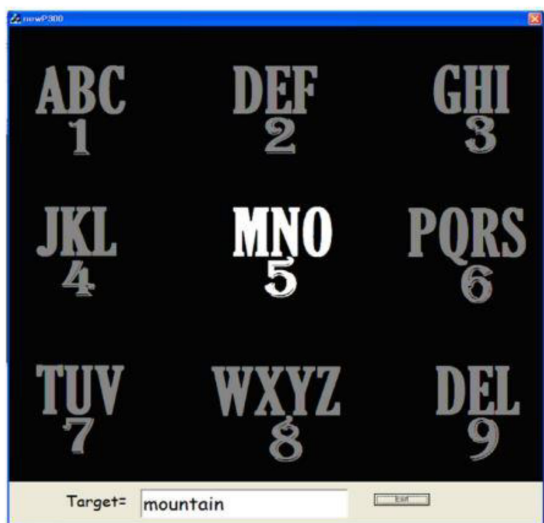 newP300
ABC DEF GHI
1 2 3
JKL MNO PQRS
4 5 6
TUV WXYZ DEL
7 8 9
Target= mountain Exit